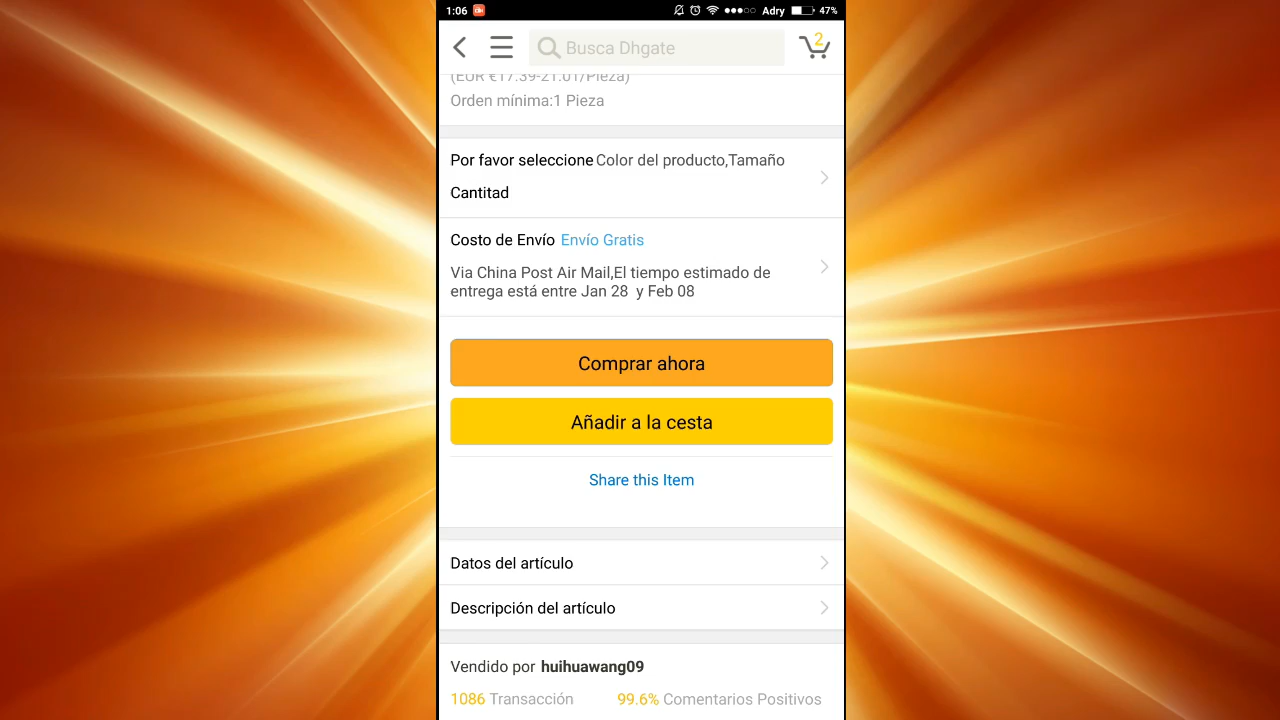 1:06 Adry 47%
Busca Dhgate 2
(EUR €17.39-21.01/Pieza)
Orden mínima:1 Pieza
Por favor seleccione Color del producto,Tamaño
Cantitad
Costo de Envío Envío Gratis
Via China Post Air Mail,El tiempo estimado de
entrega está entre Jan 28 y Feb 08
Comprar ahora
Añadir a la cesta
Share this Item
Datos del artículo
Descripción del artículo
Vendido por huihuawang09
1086 Transacción 99.6% Comentarios Positivos